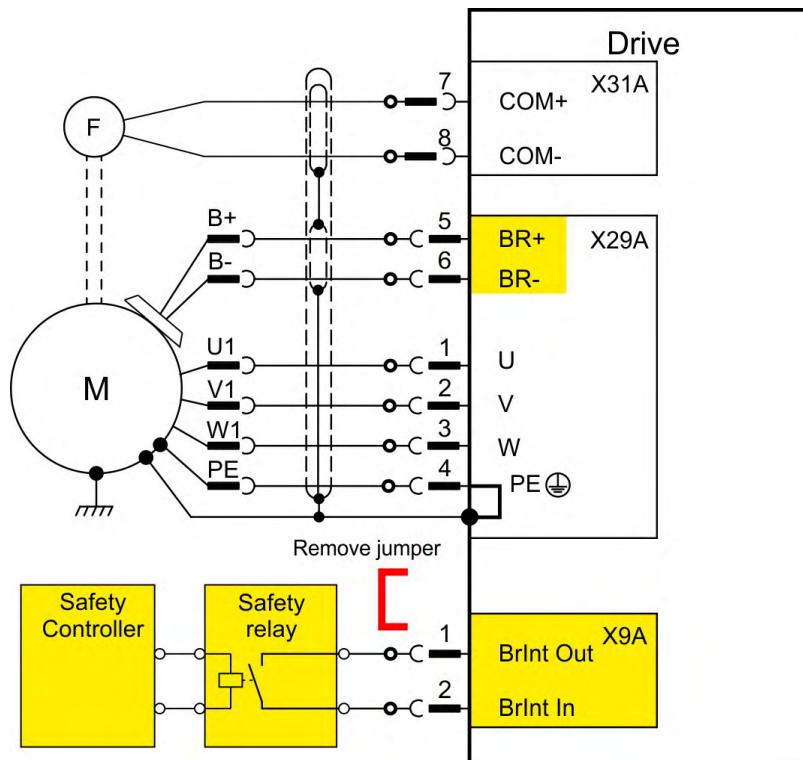 Drive
X31A
7
COM+
8
COM-
F
B+
5
BR+
X29A
B-
6
BR-
M
U1
1
U
V1
2
V
W1
3
W
PE
4
PE
Remove jumper
Safety
Controller
Safety
relay
1
BrInt Out
X9A
2
BrInt In